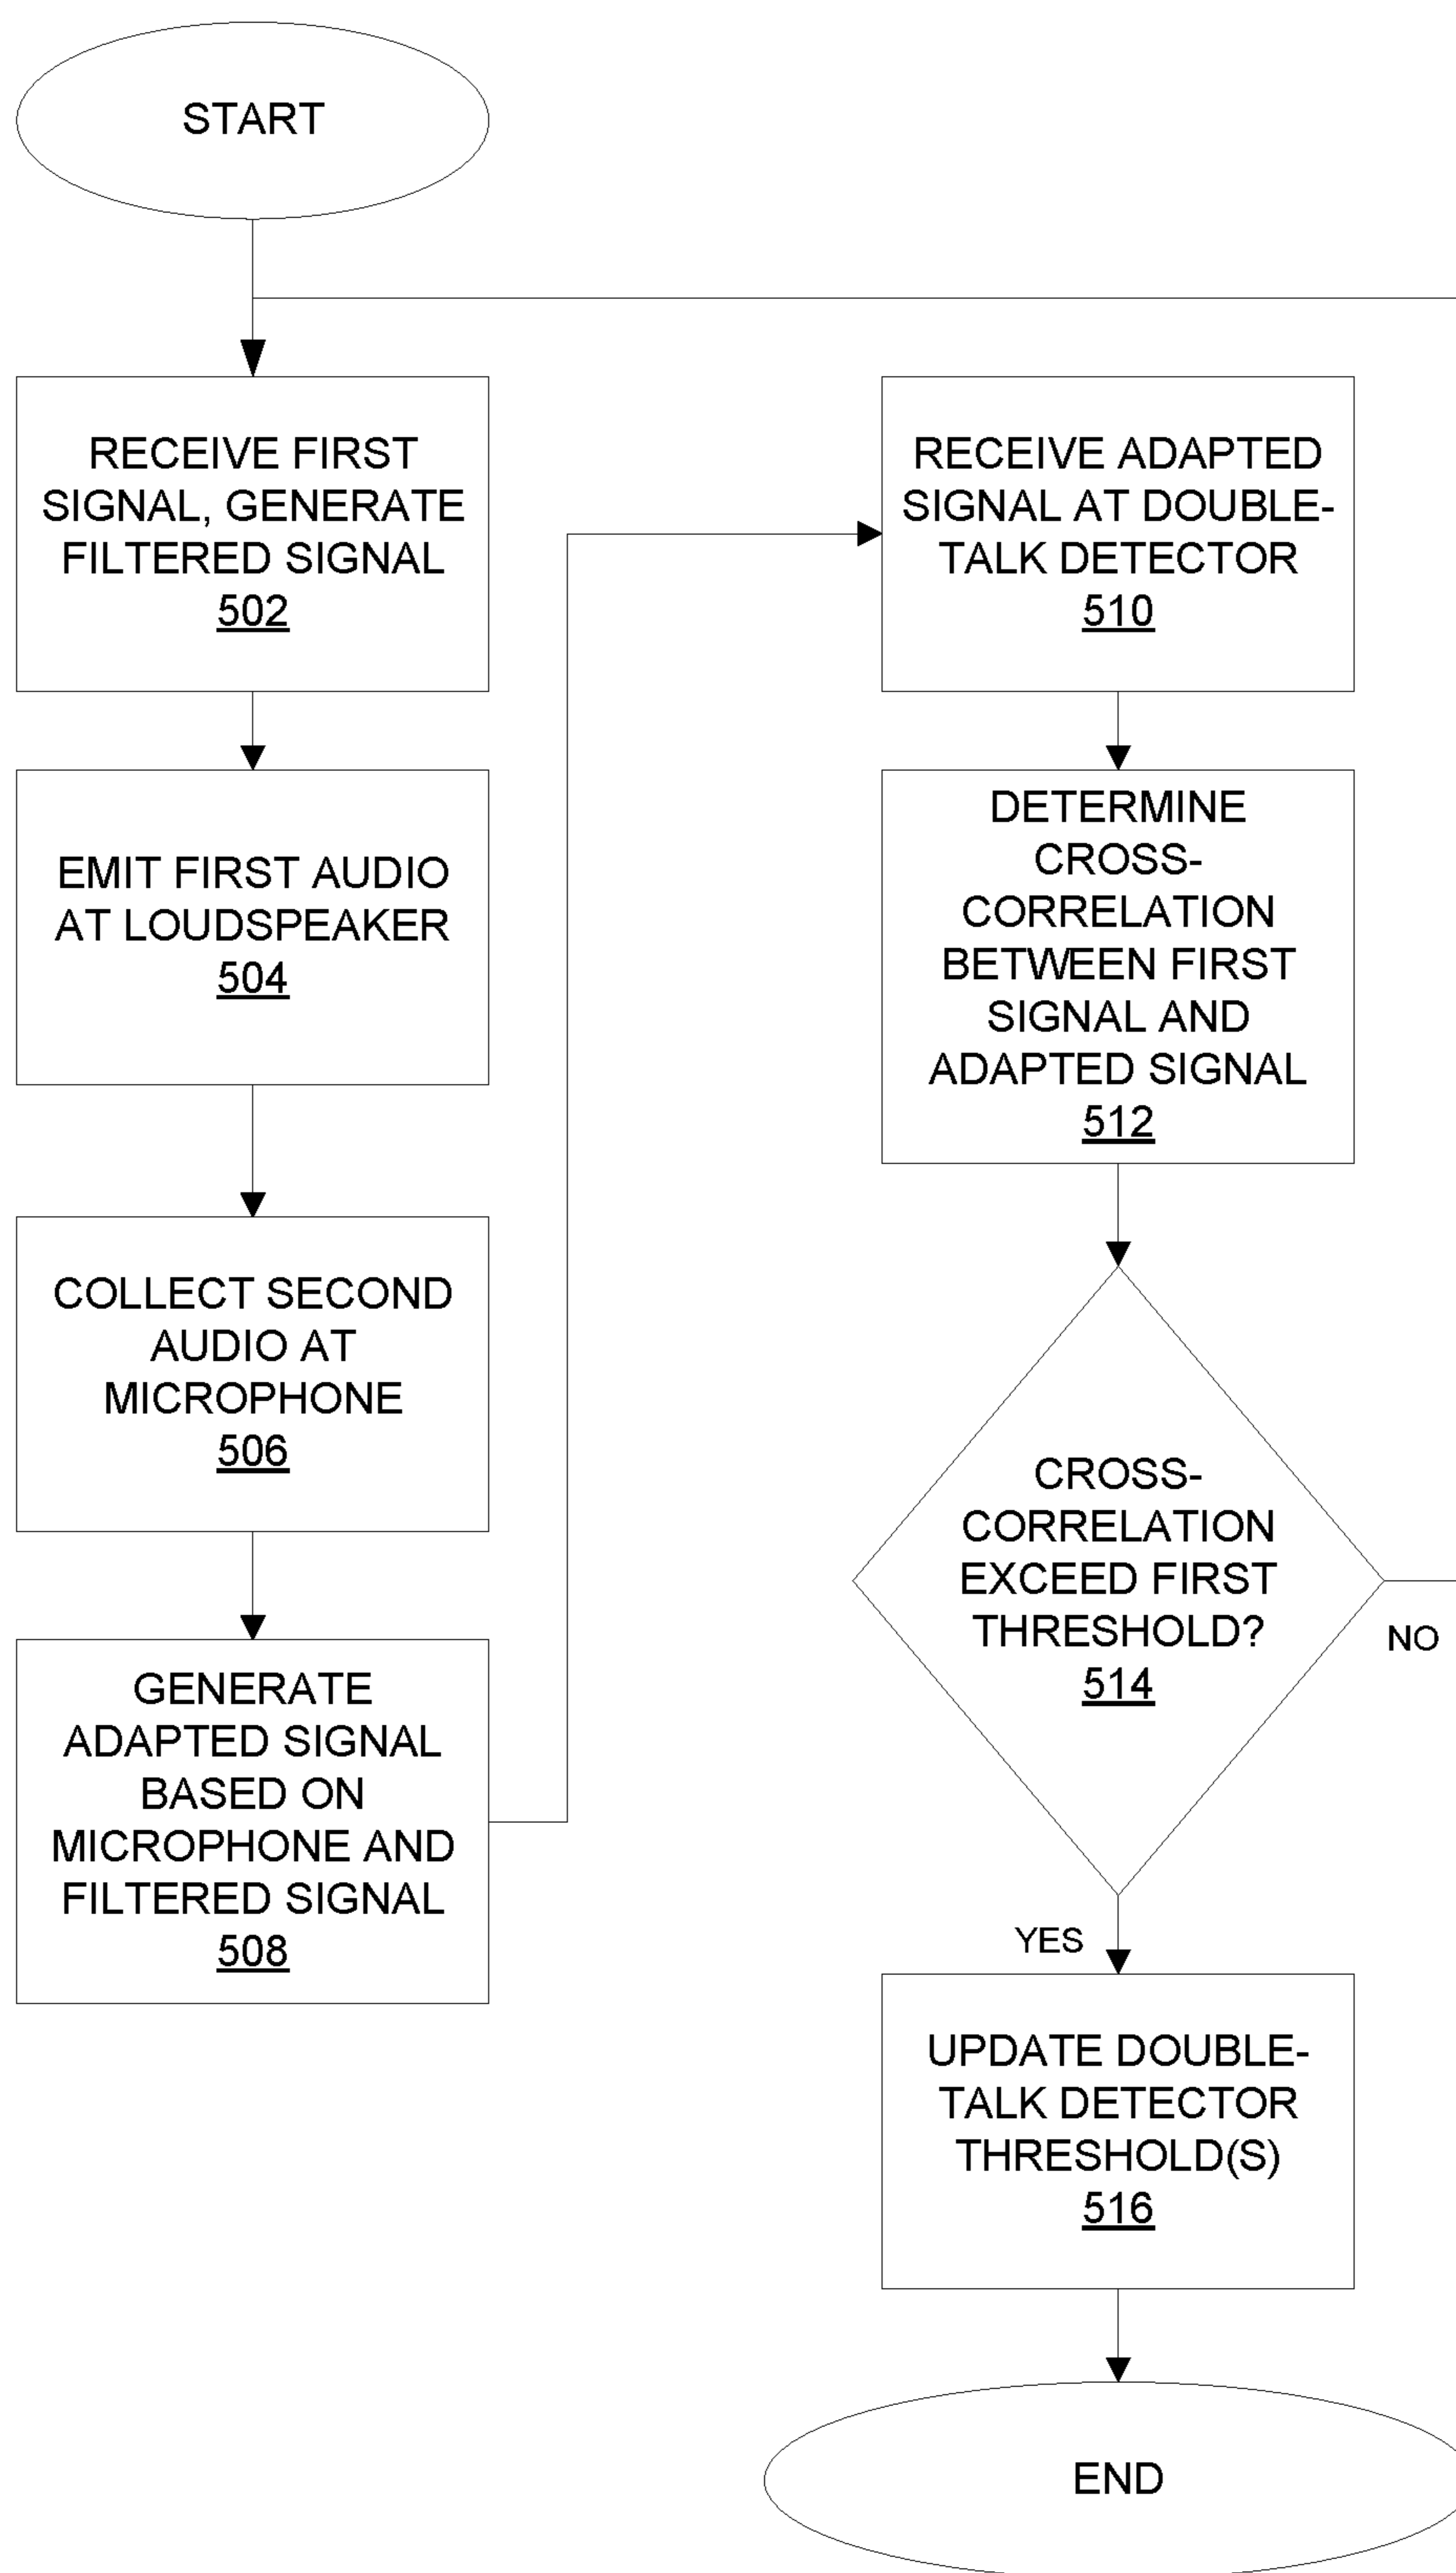 START
RECEIVE FIRST
SIGNAL, GENERATE
FILTERED SIGNAL
502
EMIT FIRST AUDIO
AT LOUDSPEAKER
504
COLLECT SECOND
AUDIO AT
MICROPHONE
506
GENERATE
ADAPTED SIGNAL
BASED ON
MICROPHONE AND
FILTERED SIGNAL
508
RECEIVE ADAPTED
SIGNAL AT DOUBLE-
TALK DETECTOR
510
DETERMINE
CROSS-
CORRELATION
BETWEEN FIRST
SIGNAL AND
ADAPTED SIGNAL
512
CROSS-
CORRELATION
EXCEED FIRST
THRESHOLD?
514
NO
YES
UPDATE DOUBLE-
TALK DETECTOR
THRESHOLD(S)
516
END